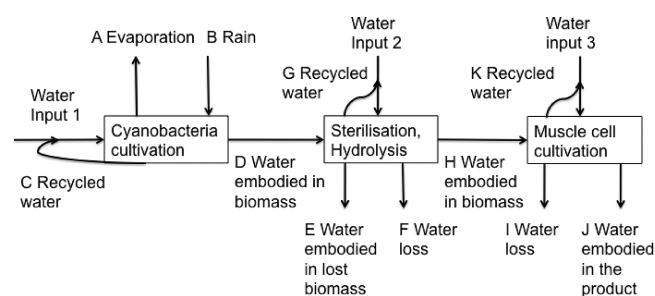 A Evaporation
B Rain
Water
Input 1
Cyanobacteria
cultivation
C Recycled
water
D Water
embodied in
biomass
Water
Input 2
G Recycled
water
Sterilisation,
Hydrolysis
E Water
embodied
in lost
biomass
F Water
loss
H Water
embodied in
biomass
Water
input 3
K Recycled
water
Muscle cell
cultivation
I Water
loss
J Water
embodied
in the
product